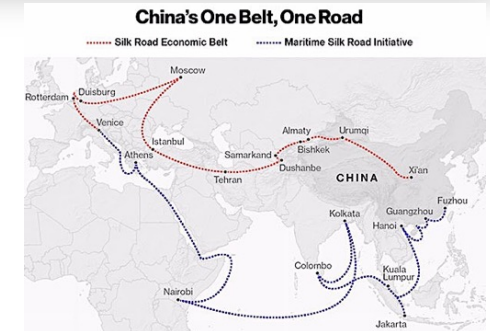 China's One Belt, One Road
Silk Road Economic Belt
Maritime Silk Road Initiative
Moscow
Rotterdam
Duisburg
Venice
Istanbul
Almaty
Urumqi
Athens
Samarkand
Bishkek
Dushanbe
Xi'an
Tehran
CHINA
Fuzhou
Kolkata
Guangzhou
Hanoi
Colombo
Kuala
Lumpur
Nairobi
Jakarta